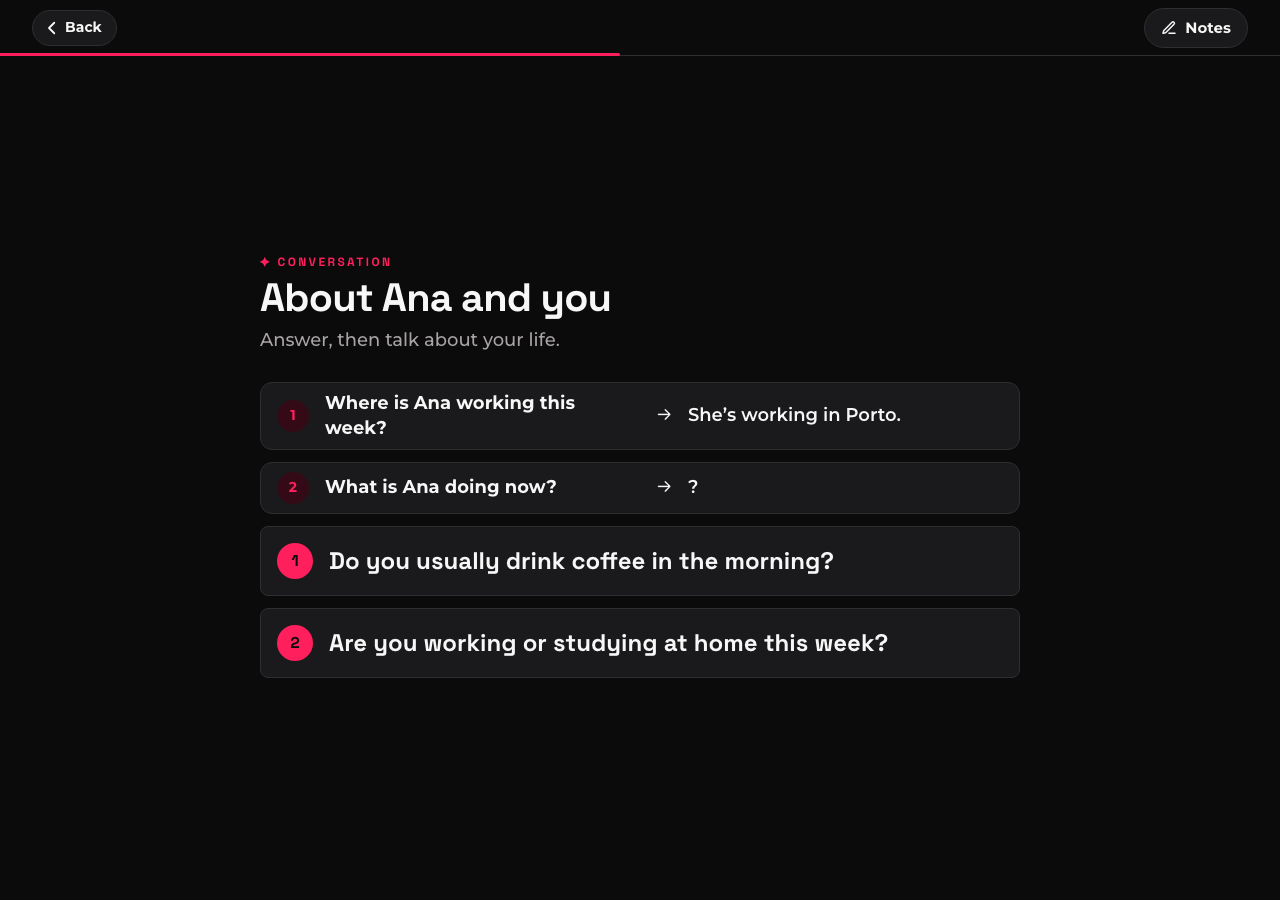 Back
Notes
CONVERSATION
About Ana and you
Answer, then talk about your life.
1 Where is Ana working this week? → She’s working in Porto.
2 What is Ana doing now? → ?
1 Do you usually drink coffee in the morning?
2 Are you working or studying at home this week?